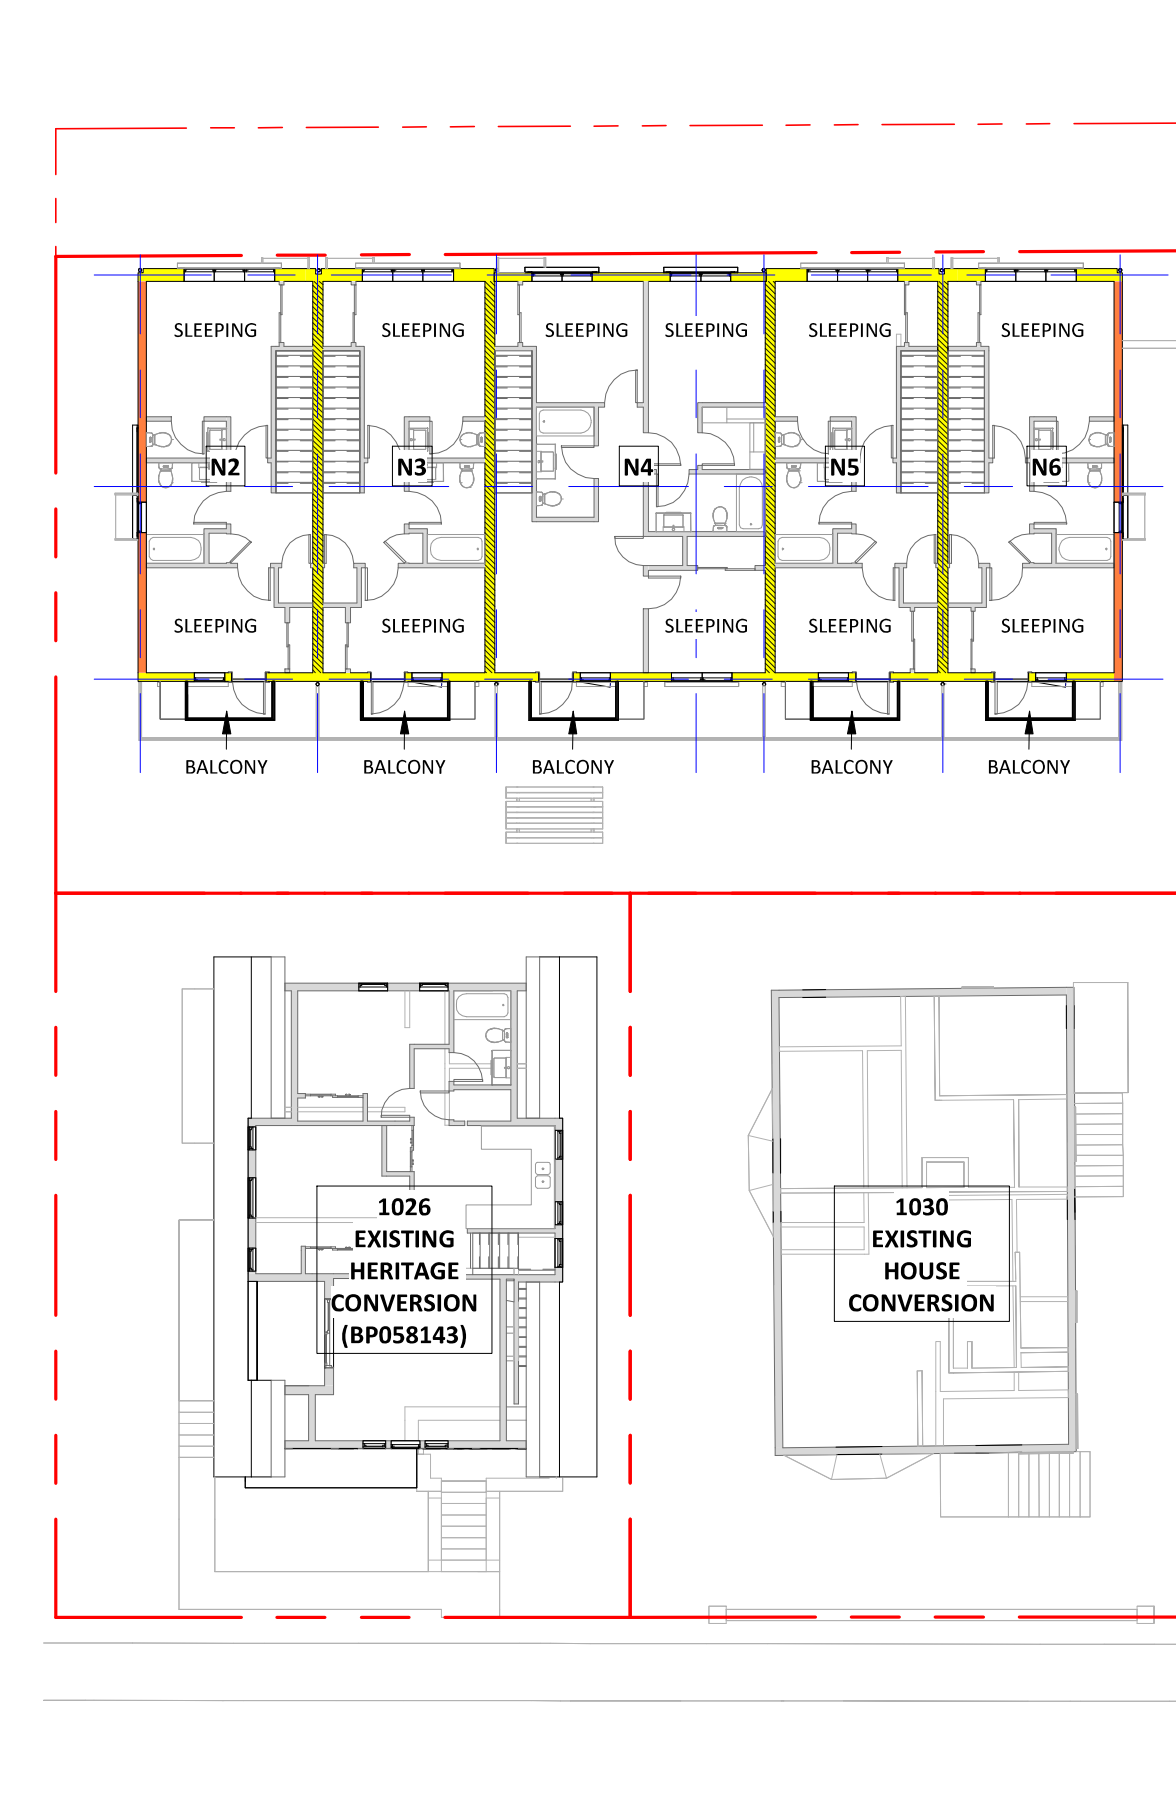 SLEEPING SLEEPING SLEEPING SLEEPING SLEEPING SLEEPING
N2 N3 N4 N5 N6
SLEEPING SLEEPING SLEEPING SLEEPING SLEEPING
BALCONY BALCONY BALCONY BALCONY BALCONY
1026
EXISTING
HERITAGE
CONVERSION
(BP058143)
1030
EXISTING
HOUSE
CONVERSION